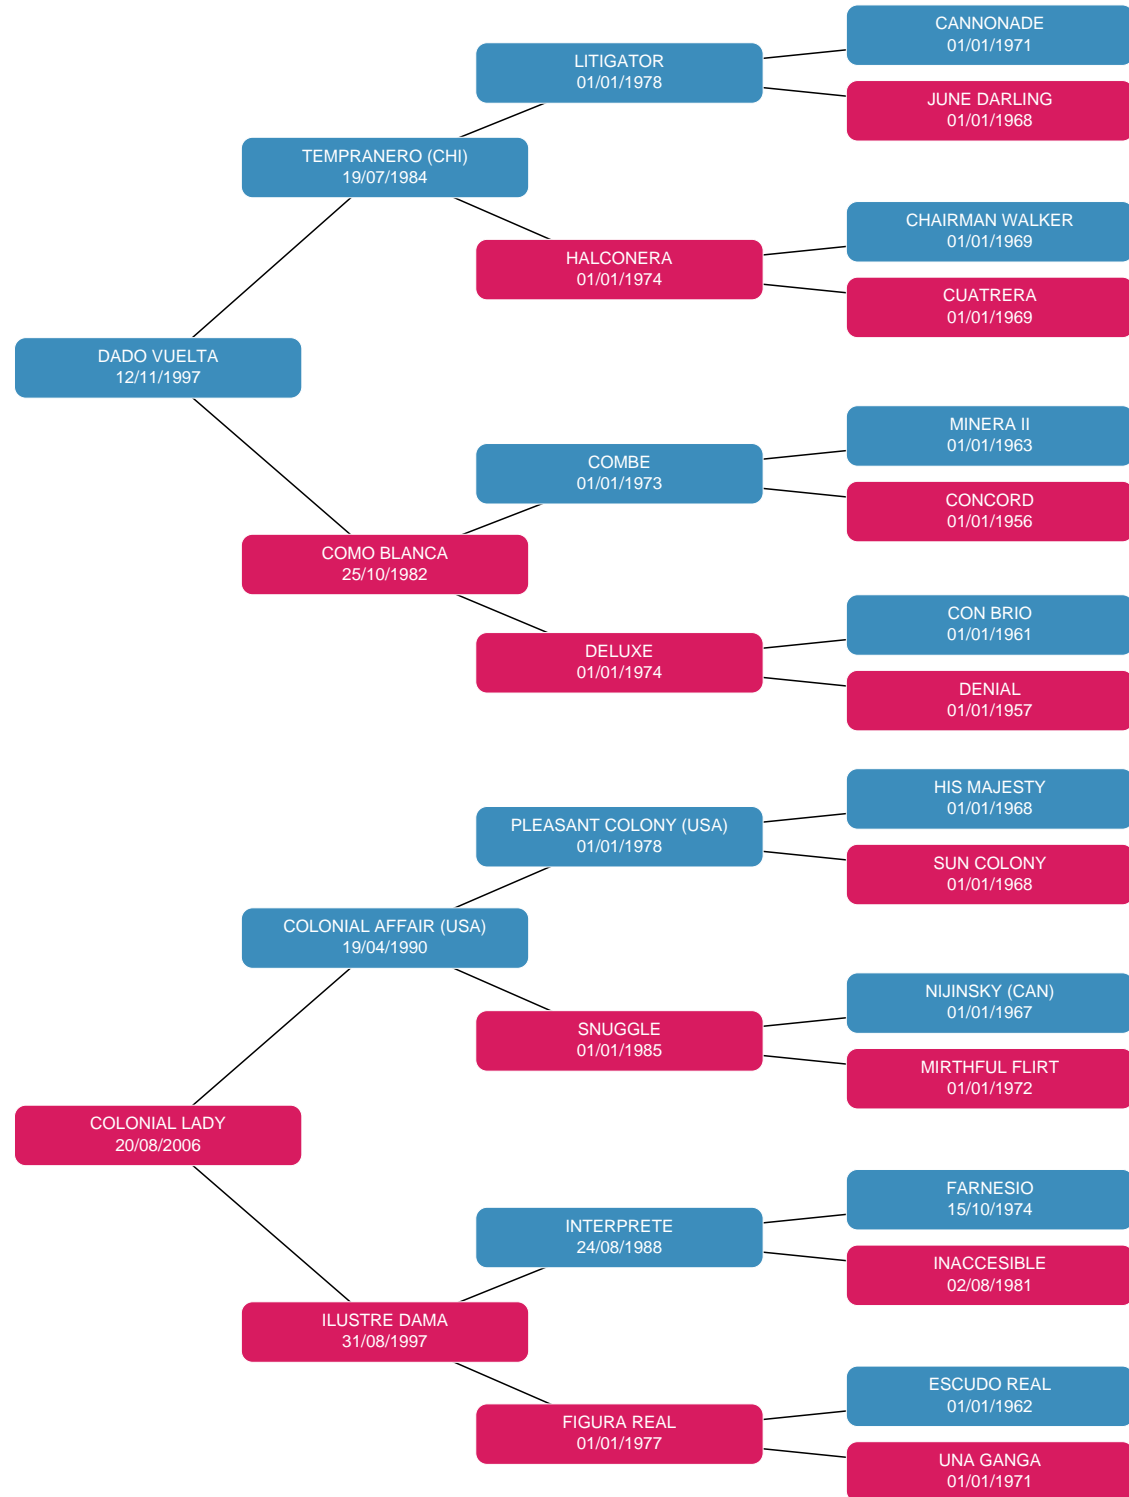 CANNONADE
01/01/1971
LITIGATOR
01/01/1978
JUNE DARLING
01/01/1968
TEMPRANERO (CHI)
19/07/1984
CHAIRMAN WALKER
01/01/1969
HALCONERA
01/01/1974
CUATRERA
01/01/1969
DADO VUELTA
12/11/1997
MINERA II
01/01/1963
COMBE
01/01/1973
CONCORD
01/01/1956
COMO BLANCA
25/10/1982
CON BRIO
01/01/1961
DELUXE
01/01/1974
DENIAL
01/01/1957
HIS MAJESTY
01/01/1968
PLEASANT COLONY (USA)
01/01/1978
SUN COLONY
01/01/1968
COLONIAL AFFAIR (USA)
19/04/1990
NIJINSKY (CAN)
01/01/1967
SNUGGLE
01/01/1985
MIRTHFUL FLIRT
01/01/1972
COLONIAL LADY
20/08/2006
FARNESIO
15/10/1974
INTERPRETE
24/08/1988
INACCESIBLE
02/08/1981
ILUSTRE DAMA
31/08/1997
ESCUDO REAL
01/01/1962
FIGURA REAL
01/01/1977
UNA GANGA
01/01/1971